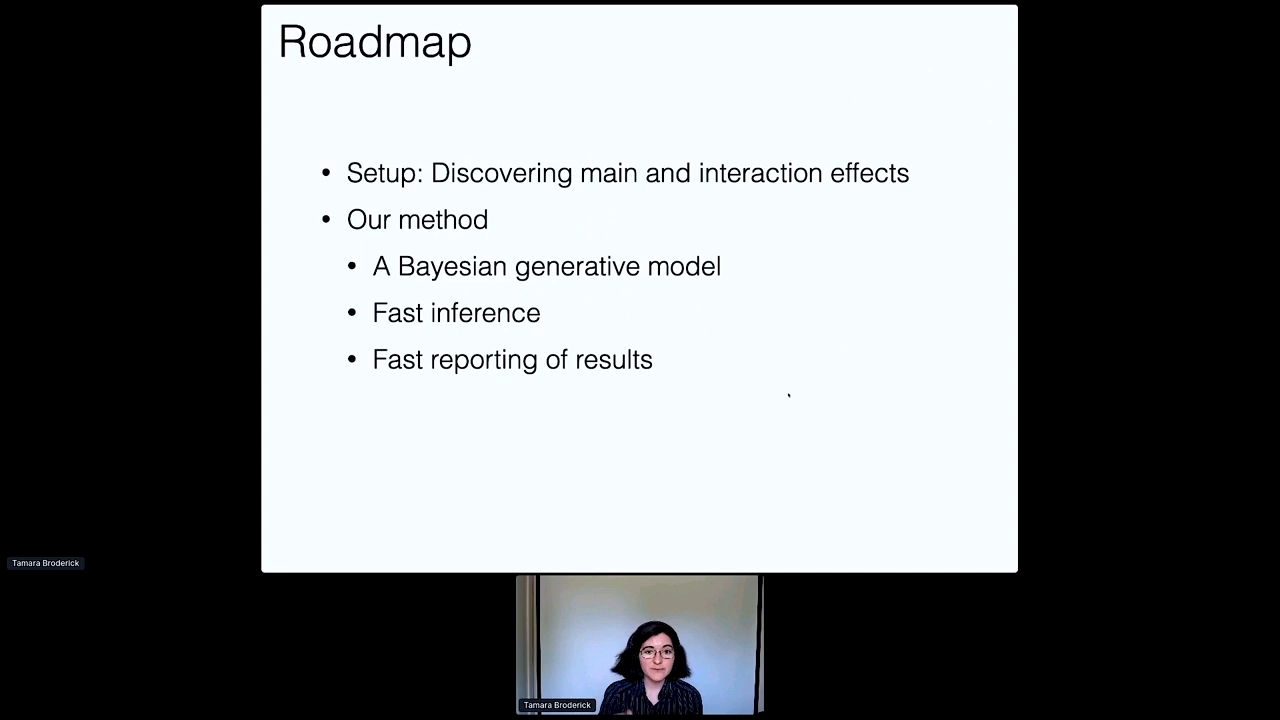 Roadmap
• Setup: Discovering main and interaction effects
• Our method
• A Bayesian generative model
• Fast inference
• Fast reporting of results
Tamara Broderick
Tamara Broderick